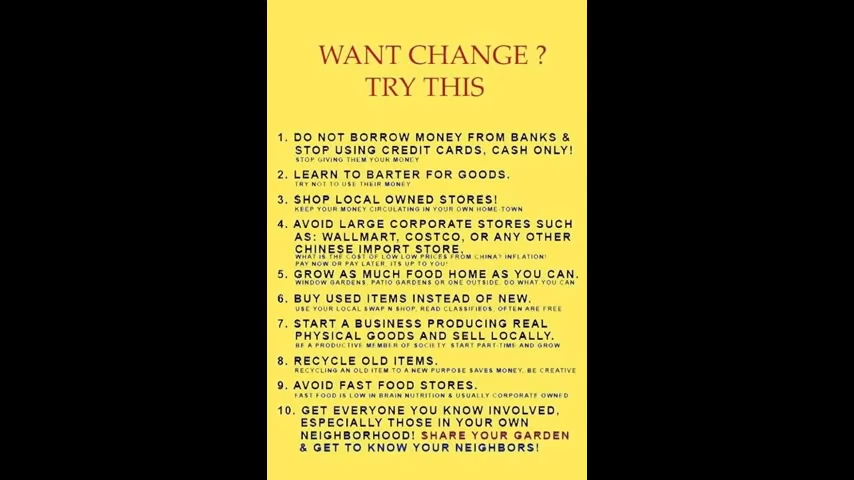 WANT CHANGE ?
TRY THIS
1. DO NOT BORROW MONEY FROM BANKS &
STOP USING CREDIT CARDS, CASH ONLY!
STOP GIVING THEM YOUR MONEY
2. LEARN TO BARTER FOR GOODS.
TRY NOT TO USE THEIR MONEY
3. SHOP LOCAL OWNED STORES!
KEEP YOUR MONEY CIRCULATING IN YOUR OWN HOME-TOWN
4. AVOID LARGE CORPORATE STORES SUCH
AS: WALLMART, COSTCO, OR ANY OTHER
CHINESE IMPORT STORE.
WHAT IS THE COST OF LOW LOW PRICES FROM CHINA? INFLATION!
PAY NOW OR PAY LATER, ITS UP TO YOU!
5. GROW AS MUCH FOOD HOME AS YOU CAN.
WINDOW GARDENS, PATIO GARDENS OR ONE OUTSIDE. DO WHAT YOU CAN
6. BUY USED ITEMS INSTEAD OF NEW.
USE YOUR LOCAL SWAP N SHOP, READ CLASSIFIEDS, OFTEN ARE FREE
7. START A BUSINESS PRODUCING REAL
PHYSICAL GOODS AND SELL LOCALLY.
BE A PRODUCTIVE MEMBER OF SOCIETY. START PART-TIME AND GROW
8. RECYCLE OLD ITEMS.
RECYCLING AN OLD ITEM TO A NEW PURPOSE SAVES MONEY, BE CREATIVE
9. AVOID FAST FOOD STORES.
FAST FOOD IS LOW IN BRAIN NUTRITION & USUALLY CORPORATE OWNED
10. GET EVERYONE YOU KNOW INVOLVED,
ESPECIALLY THOSE IN YOUR OWN
NEIGHBORHOOD! SHARE YOUR GARDEN
& GET TO KNOW YOUR NEIGHBORS!